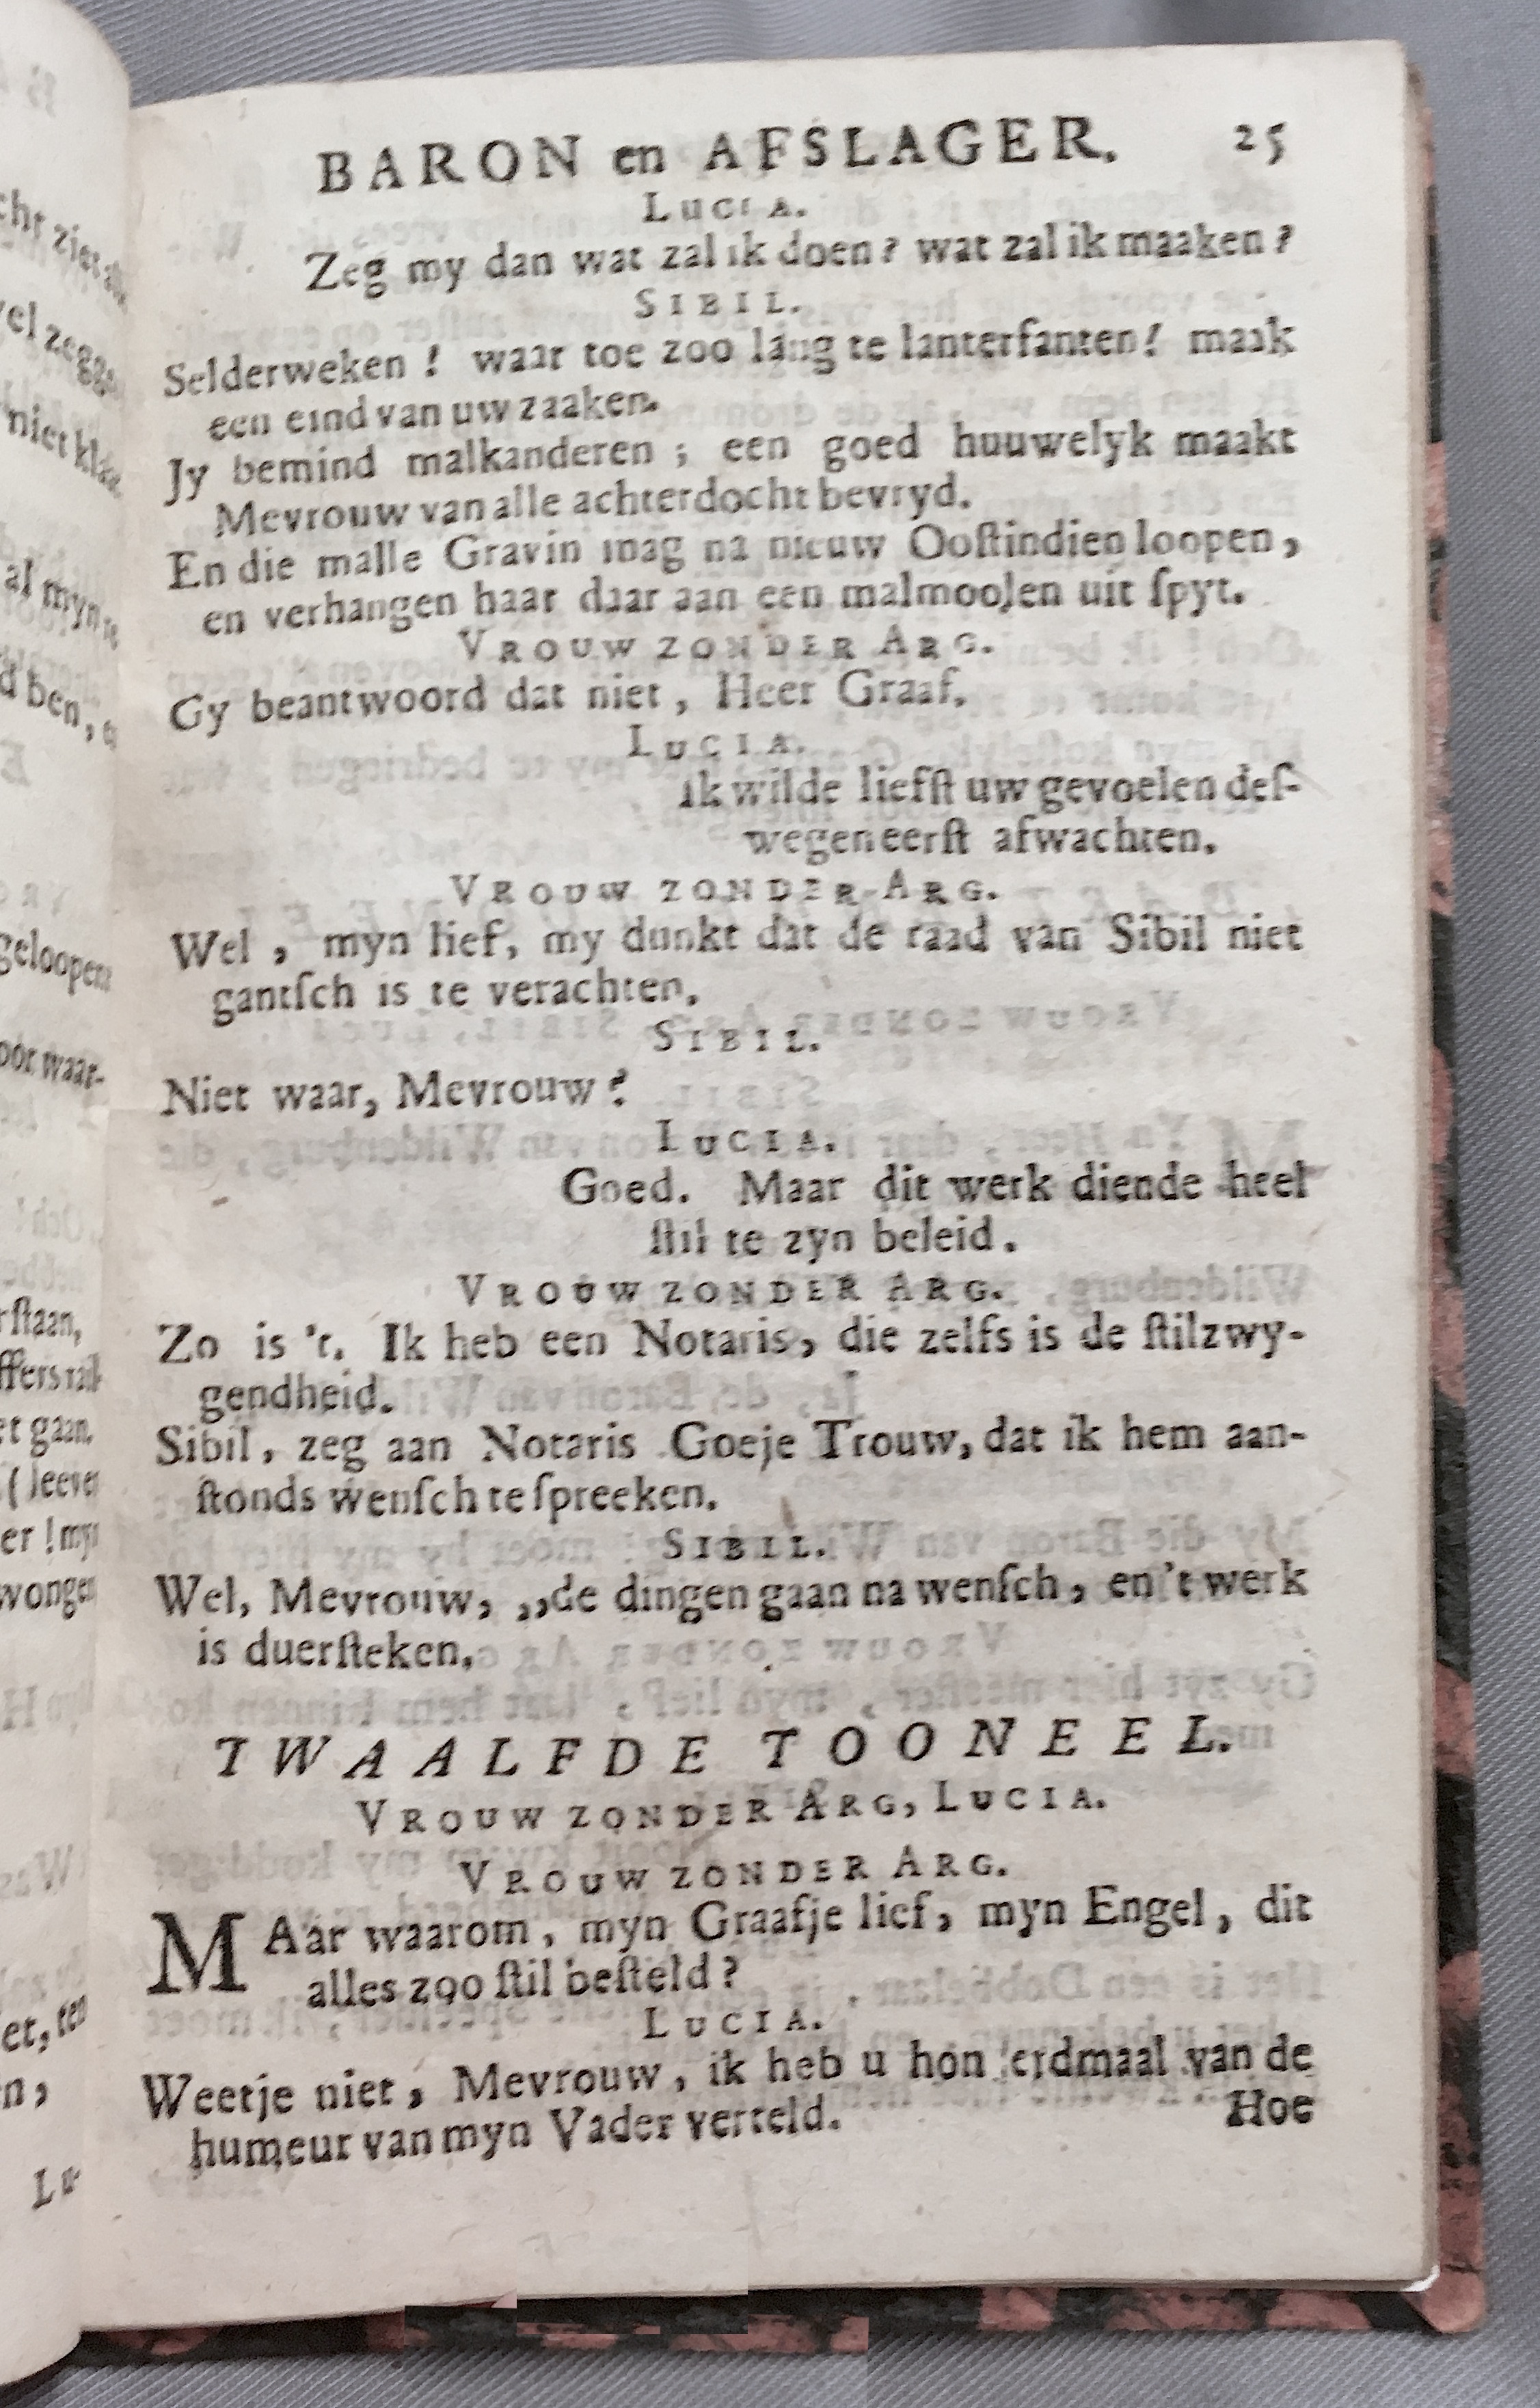 BARON en AFSLAGER. 25
LUCIA.
Zeg my dan wat zal ik doen? wat zal ik maaken?
SIBIL.
Selderweken! waar toe zoo lang te lanterfanten! maak
een eind van uw zaaken.
Jy bemind malkanderen; een goed huuwelyk maakt
Mevrouw van alle achterdocht bevryd.
En die malle Gravin mag na nieuw Ooſtindien loopen,
en verhangen haar daar aan een malmoolen uit ſpyt.
VROUW ZONDER ARG.
Gy beantwoord dat niet, Heer Graaf.
LUCIA.
Ik wilde liefſt uw gevoelen deſ-
wegen eerſt afwachten.
VROUW ZONDER-ARG.
Wel, myn lief, my dunkt dat de raad van Sibil niet
gantſch is te verachten.
SIBIL.
Niet waar, Mevrouw?
LUCIA.
Goed. Maar dit werk diende heel
ſtil te zyn beleid.
VROUW ZONDER ARG.
Zo is 't. Ik heb een Notaris, die zelfs is de ſtilzwy-
gendheid.
Sibil, zeg aan Notaris Goeje Trouw, dat ik hem aan-
ſtonds wenſch te ſpreeken.
SIBIL.
Wel, Mevrouw, ,,de dingen gaan na wenſch, en 't werk
is duerſteken.
TWAALFDE TOONEEL.
VROUW ZONDER ARG, LUCIA.
VROUW ZONDER ARG.
MAar waarom, myn Graafje lief, myn Engel, dit
alles zoo ſtil beſteld?
LUCIA.
Weetje niet, Mevrouw, ik heb u honderdmaal van de
humeur van myn Vader verteld.
Hoe